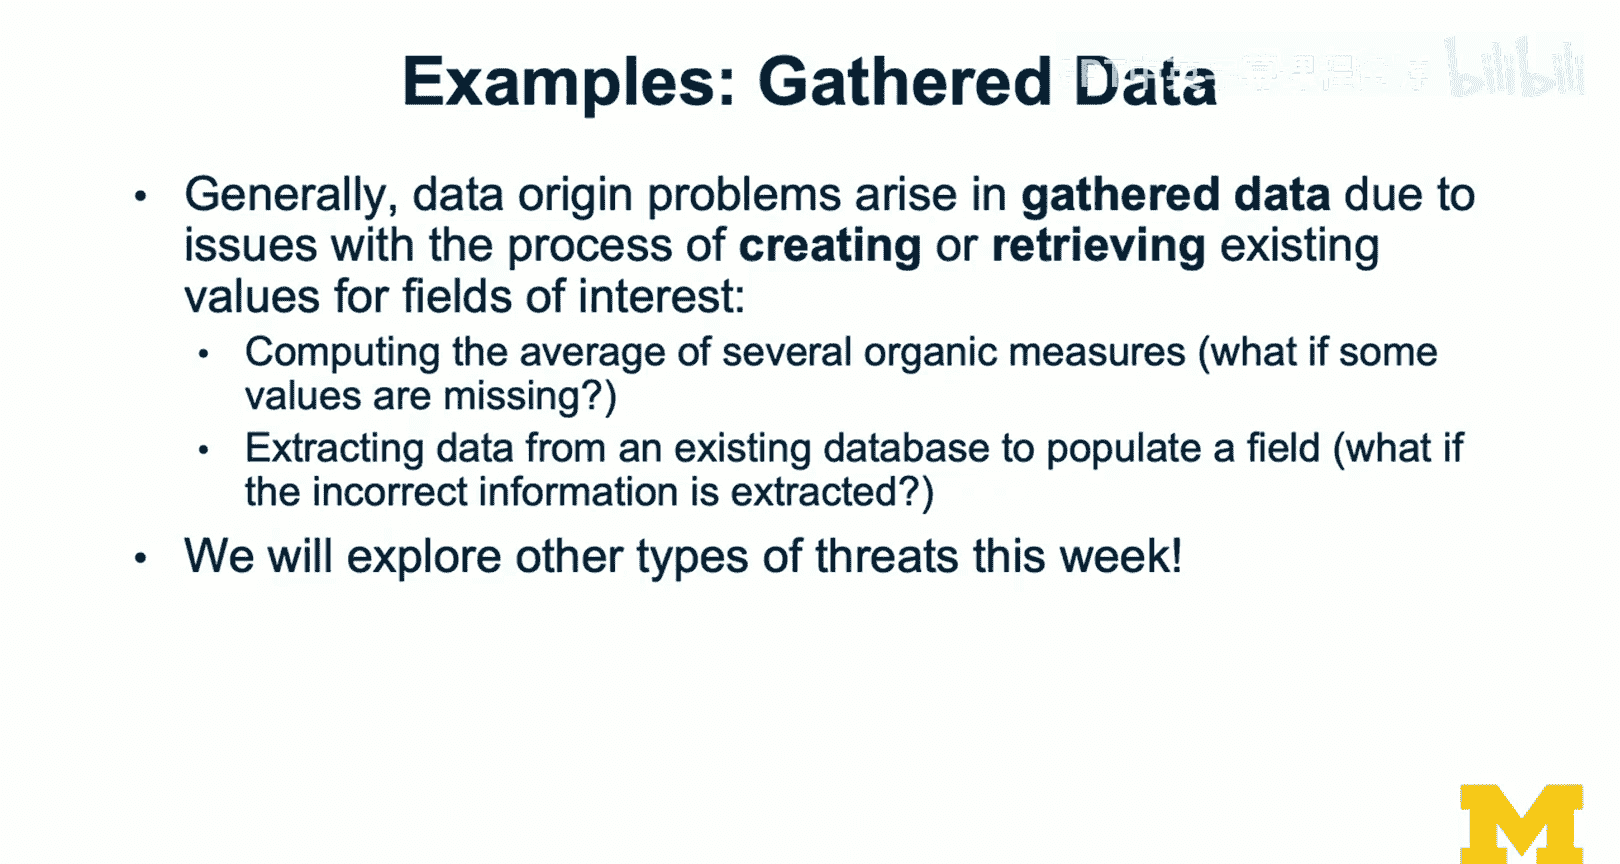 Examples: Gathered Data
bilibili
• Generally, data origin problems arise in gathered data due to
issues with the process of creating or retrieving existing
values for fields of interest:
• Computing the average of several organic measures (what if some
values are missing?)
• Extracting data from an existing database to populate a field (what if
the incorrect information is extracted?)
• We will explore other types of threats this week!
M